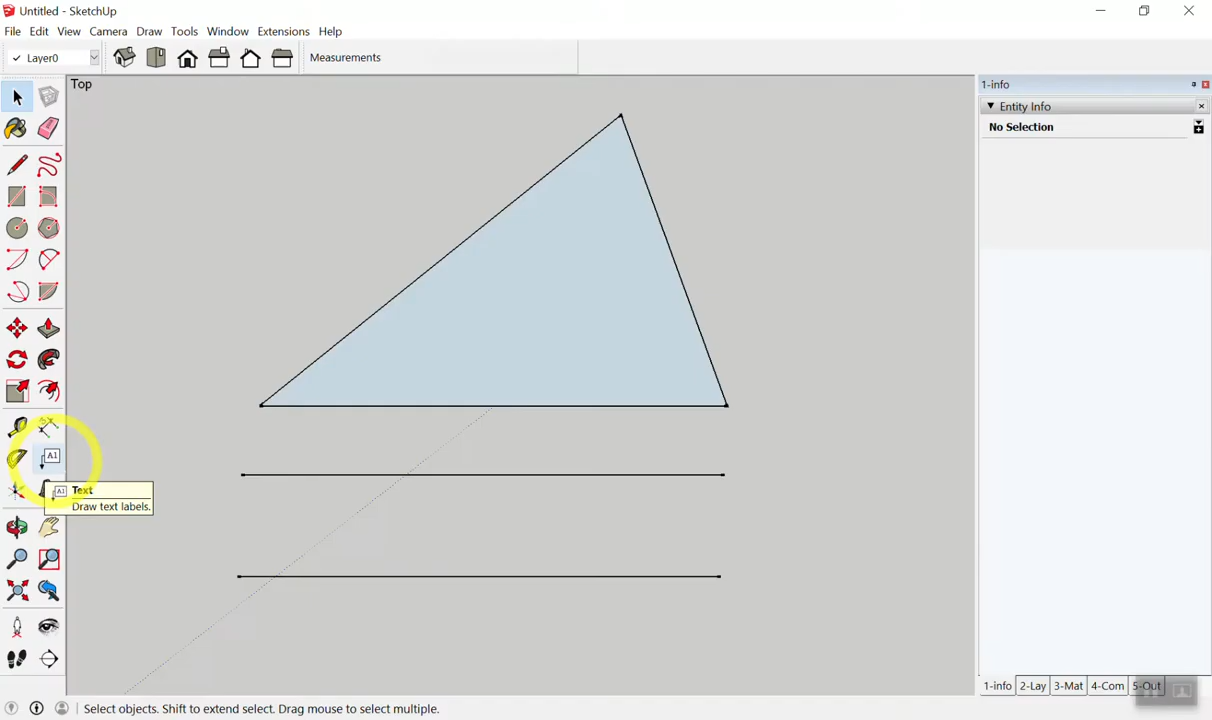 Untitled - SketchUp
File Edit View Camera Draw Tools Window Extensions Help
Layer0
Measurements
Top
1-info
Entity Info
No Selection
A1
A1 Text
Draw text labels.
1-info 2-Lay 3-Mat 4-Com 5-Out
Select objects. Shift to extend select. Drag mouse to select multiple.